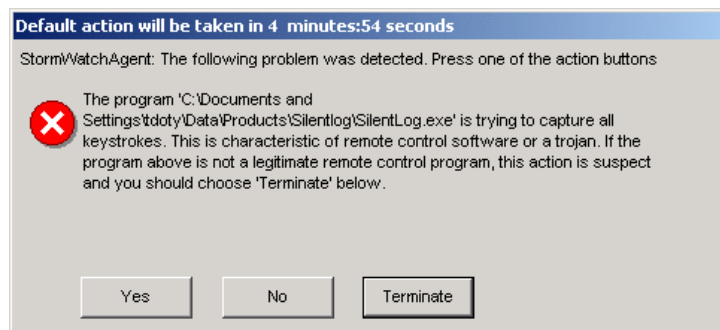 Default action will be taken in 4 minutes:54 seconds
StormWatchAgent: The following problem was detected. Press one of the action buttons
The program 'C:\Documents and
Settings\tdoty\Data\Products\Silentlog\SilentLog.exe' is trying to capture all
keystrokes. This is characteristic of remote control software or a trojan. If the
program above is not a legitimate remote control program, this action is suspect
and you should choose 'Terminate' below.
Yes
No
Terminate